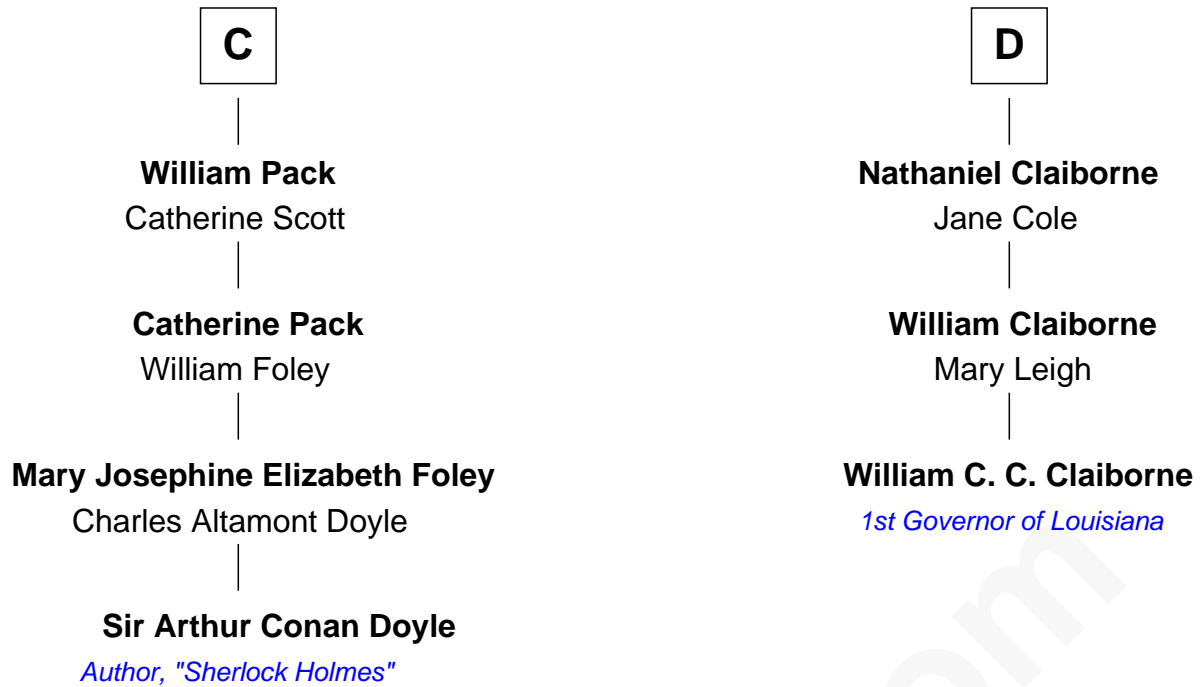 C
William Pack
Catherine Scott
Catherine Pack
William Foley
Mary Josephine Elizabeth Foley
Charles Altamont Doyle
Sir Arthur Conan Doyle
Author, "Sherlock Holmes"
D
Nathaniel Claiborne
Jane Cole
William Claiborne
Mary Leigh
William C. C. Claiborne
1st Governor of Louisiana
om